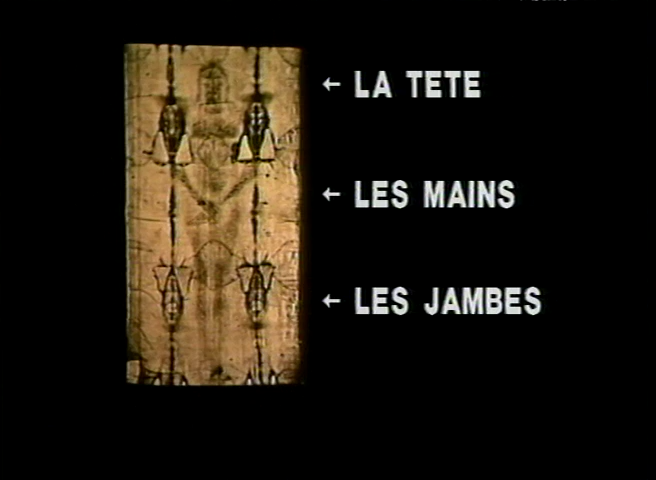 ← LA TETE
← LES MAINS
← LES JAMBES